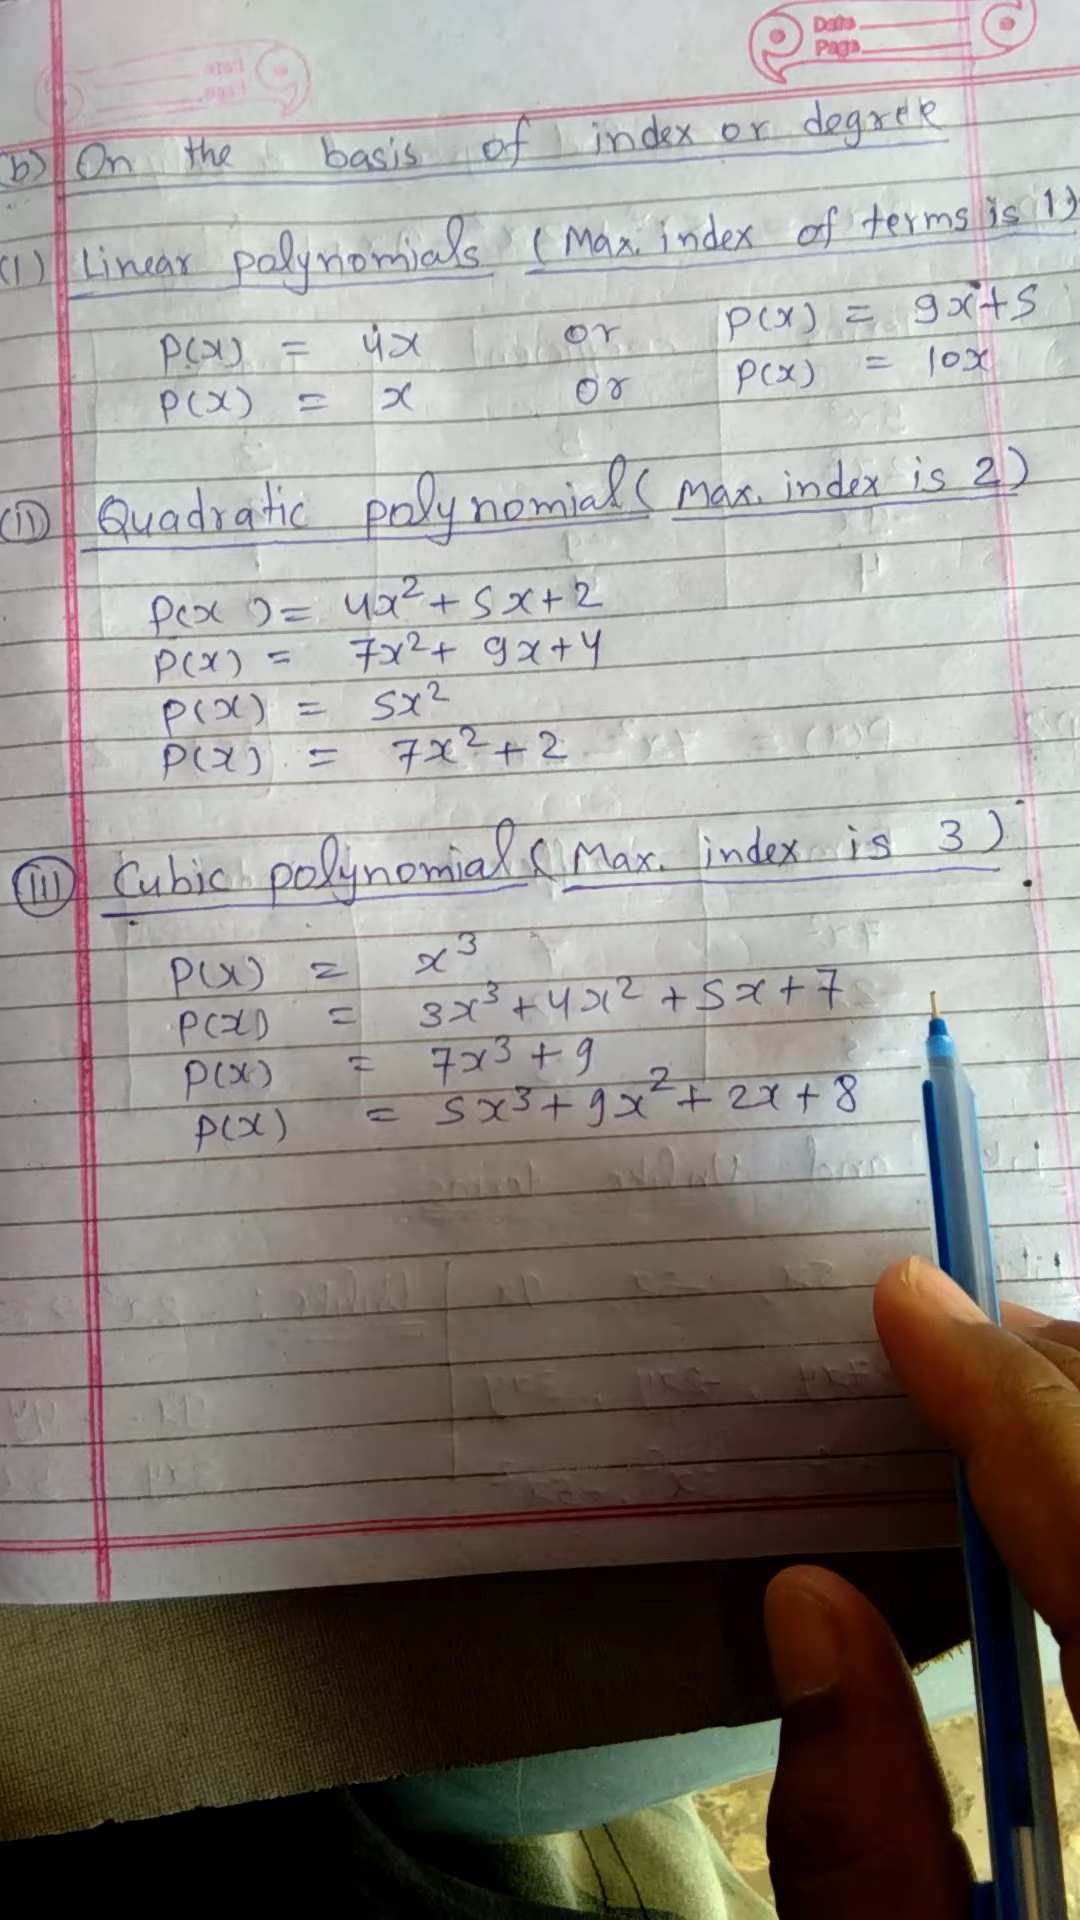 Date
Page
(b) On the basis of index or degree
(i) Linear polynomials (Max. index of terms is 1)
P(x) = 4x or P(x) = 9x+5
P(x) = x or P(x) = 10x
(ii) Quadratic polynomial (Max. index is 2)
P(x) = 4x²+5x+2
P(x) = 7x²+9x+4
P(x) = 5x²
P(x) = 7x²+2
(iii) Cubic polynomial (Max. index is 3)
P(x) = x³
P(x) = 3x³+4x²+5x+7
P(x) = 7x³+9
P(x) = 5x³+9x²+2x+8